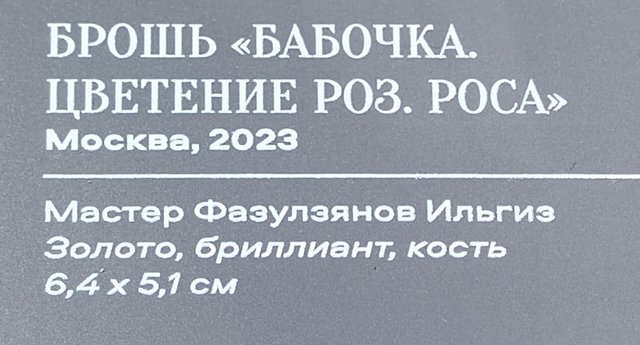 БРОШЬ «БАБОЧКА.
ЦВЕТЕНИЕ РОЗ. РОСА»
Москва, 2023
Мастер Фазулзянов Ильгиз
Золото, бриллиант, кость
6,4 х 5,1 см